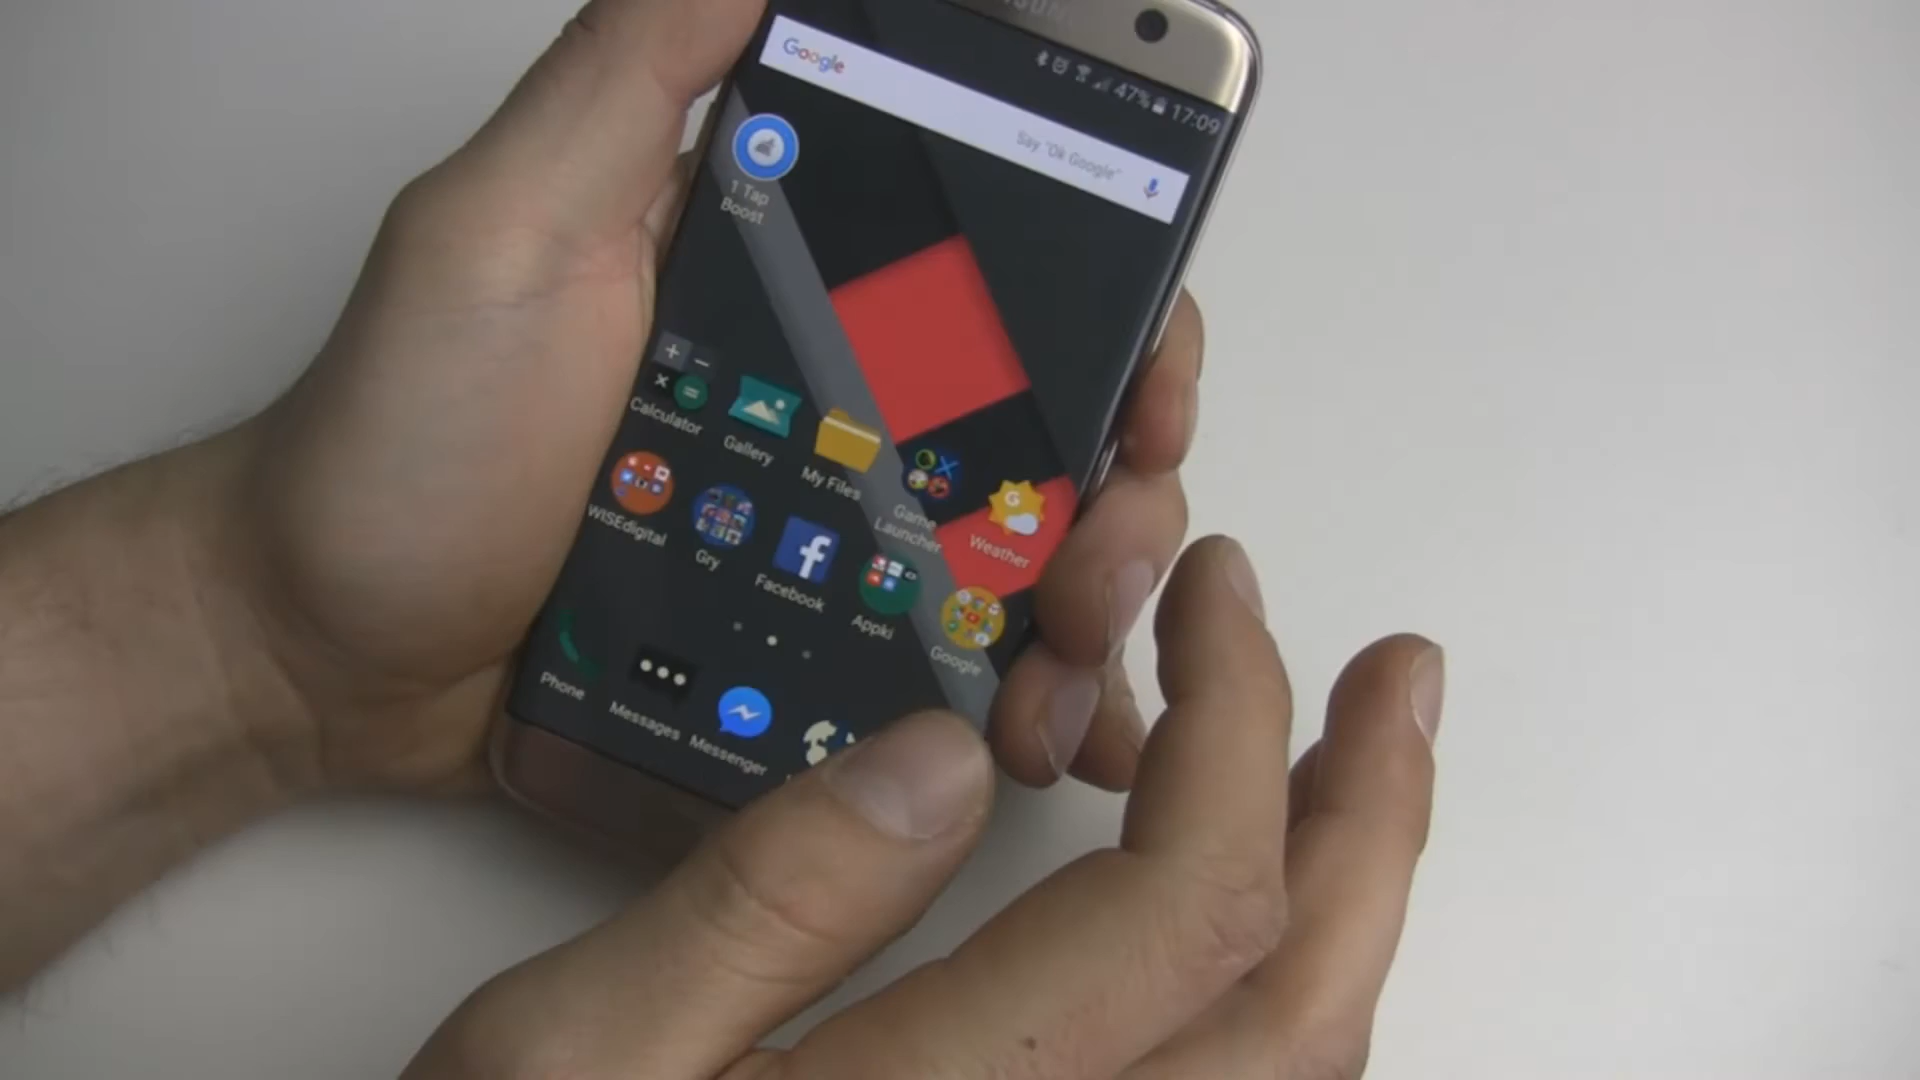 SAMSUNG
47% 17:09
Google
Say "Ok Google"
1 Tap
Boost
Calculator
Gallery
My Files
Game
Launcher
Weather
WISEdigital
Gry
Facebook
Appki
Google
Phone
Messages
Messenger